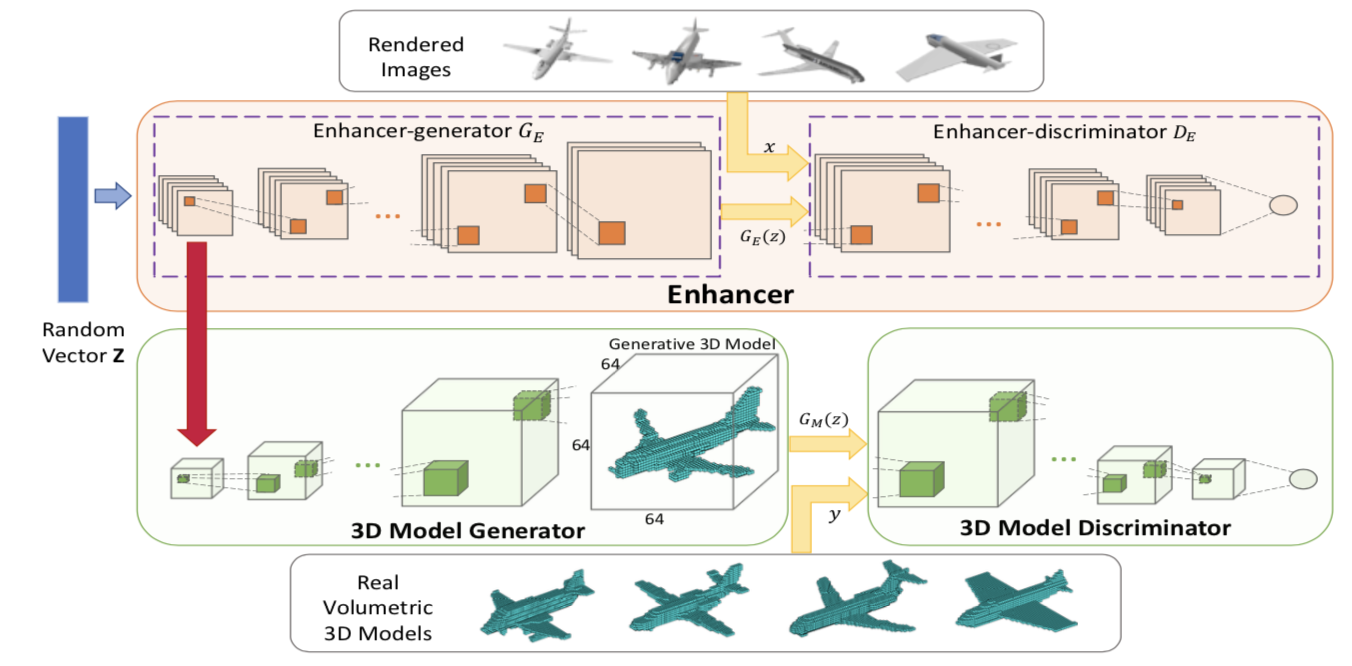 Rendered
Images
Enhancer-generator G_E
Enhancer-discriminator D_E
x
...
...
G_E(z)
Enhancer
Random
Vector Z
Generative 3D Model
64
64
64
G_M(z)
...
...
y
3D Model Generator
3D Model Discriminator
Real
Volumetric
3D Models